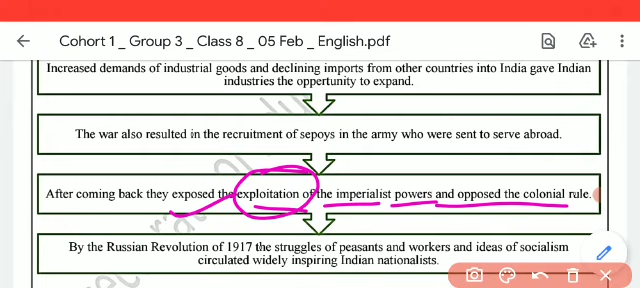 Cohort 1 _ Group 3 _ Class 8 _ 05 Feb _ English.pdf
Increased demands of industrial goods and declining imports from other countries into India gave Indian
industries the opportunity to expand.
The war also resulted in the recruitment of sepoys in the army who were sent to serve abroad.
After coming back they exposed the exploitation of the imperialist powers and opposed the colonial rule.
By the Russian Revolution of 1917 the struggles of peasants and workers and ideas of socialism
circulated widely inspiring Indian nationalists.